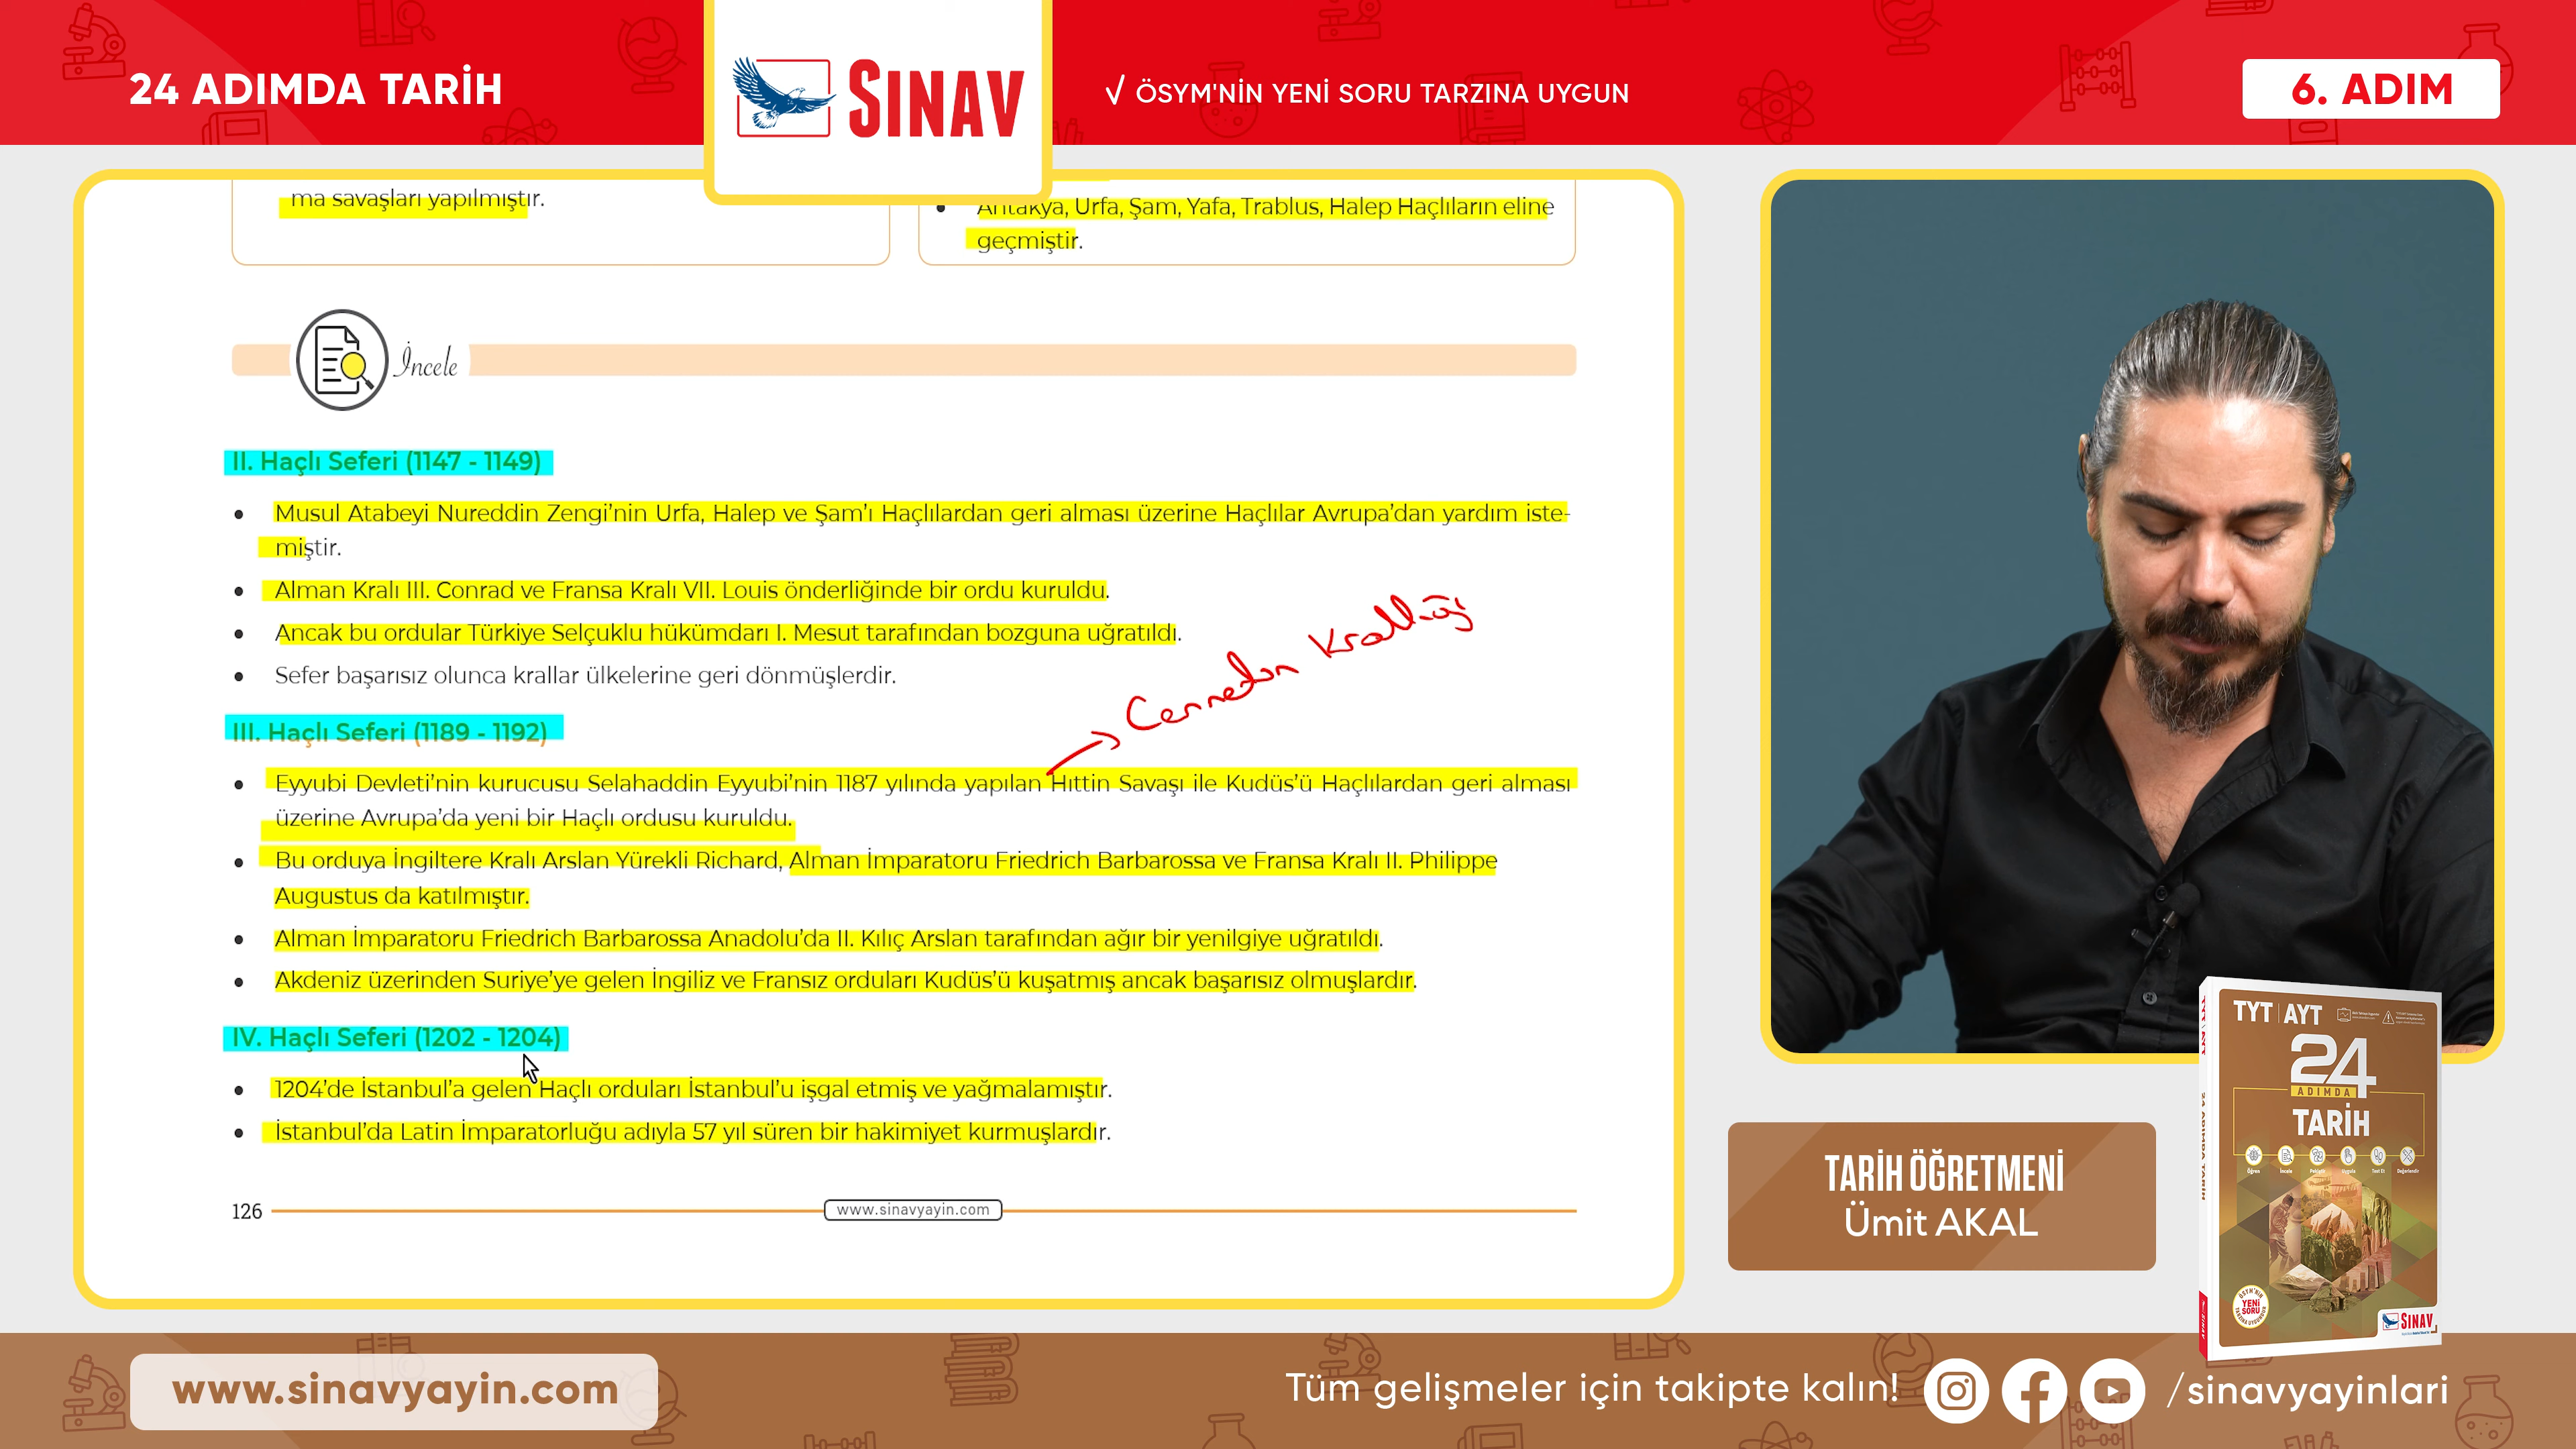 24 ADIMDA TARİH
SINAV
√ ÖSYM'NİN YENİ SORU TARZINA UYGUN
6. ADIM
ma savaşları yapılmıştır.
• Antakya, Urfa, Şam, Yafa, Trablus, Halep Haçlıların eline
geçmiştir.
İncele
II. Haçlı Seferi (1147 - 1149)
• Musul Atabeyi Nureddin Zengi’nin Urfa, Halep ve Şam’ı Haçlılardan geri alması üzerine Haçlılar Avrupa’dan yardım iste-
miştir.
• Alman Kralı III. Conrad ve Fransa Kralı VII. Louis önderliğinde bir ordu kuruldu.
• Ancak bu ordular Türkiye Selçuklu hükümdarı I. Mesut tarafından bozguna uğratıldı.
• Sefer başarısız olunca krallar ülkelerine geri dönmüşlerdir.
Cennetin Krallığı
III. Haçlı Seferi (1189 - 1192)
• Eyyubi Devleti’nin kurucusu Selahaddin Eyyubi’nin 1187 yılında yapılan Hıttin Savaşı ile Kudüs’ü Haçlılardan geri alması
üzerine Avrupa’da yeni bir Haçlı ordusu kuruldu.
• Bu orduya İngiltere Kralı Arslan Yürekli Richard, Alman İmparatoru Friedrich Barbarossa ve Fransa Kralı II. Philippe
Augustus da katılmıştır.
• Alman İmparatoru Friedrich Barbarossa Anadolu’da II. Kılıç Arslan tarafından ağır bir yenilgiye uğratıldı.
• Akdeniz üzerinden Suriye’ye gelen İngiliz ve Fransız orduları Kudüs’ü kuşatmış ancak başarısız olmuşlardır.
IV. Haçlı Seferi (1202 - 1204)
• 1204’de İstanbul’a gelen Haçlı orduları İstanbul’u işgal etmiş ve yağmalamıştır.
• İstanbul’da Latin İmparatorluğu adıyla 57 yıl süren bir hakimiyet kurmuşlardır.
126
www.sinavyayin.com
TARİH ÖĞRETMENİ
Ümit AKAL
TYT | AYT
24
ADIMDA
TARİH
YENİ
SORU
SINAV
www.sinavyayin.com
Tüm gelişmeler için takipte kalın!
/sinavyayinlari